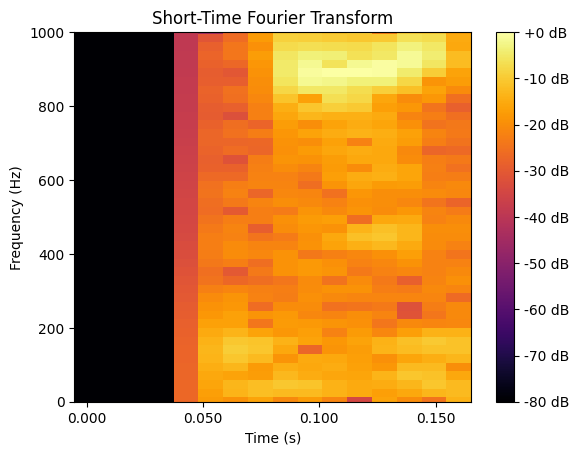 Short-Time Fourier Transform
1000
800
600
400
200
0
Frequency (Hz)
0.000
0.050
0.100
0.150
Time (s)
+0 dB
-10 dB
-20 dB
-30 dB
-40 dB
-50 dB
-60 dB
-70 dB
-80 dB